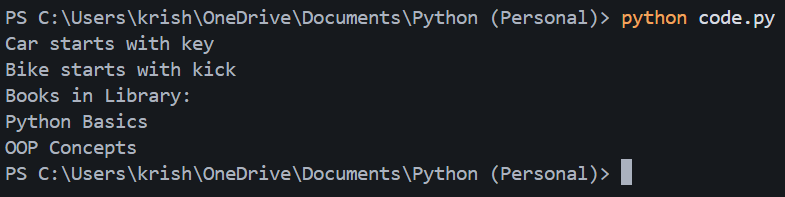 PS C:\Users\krish\OneDrive\Documents\Python (Personal)> python code.py
Car starts with key
Bike starts with kick
Books in Library:
Python Basics
OOP Concepts
PS C:\Users\krish\OneDrive\Documents\Python (Personal)>